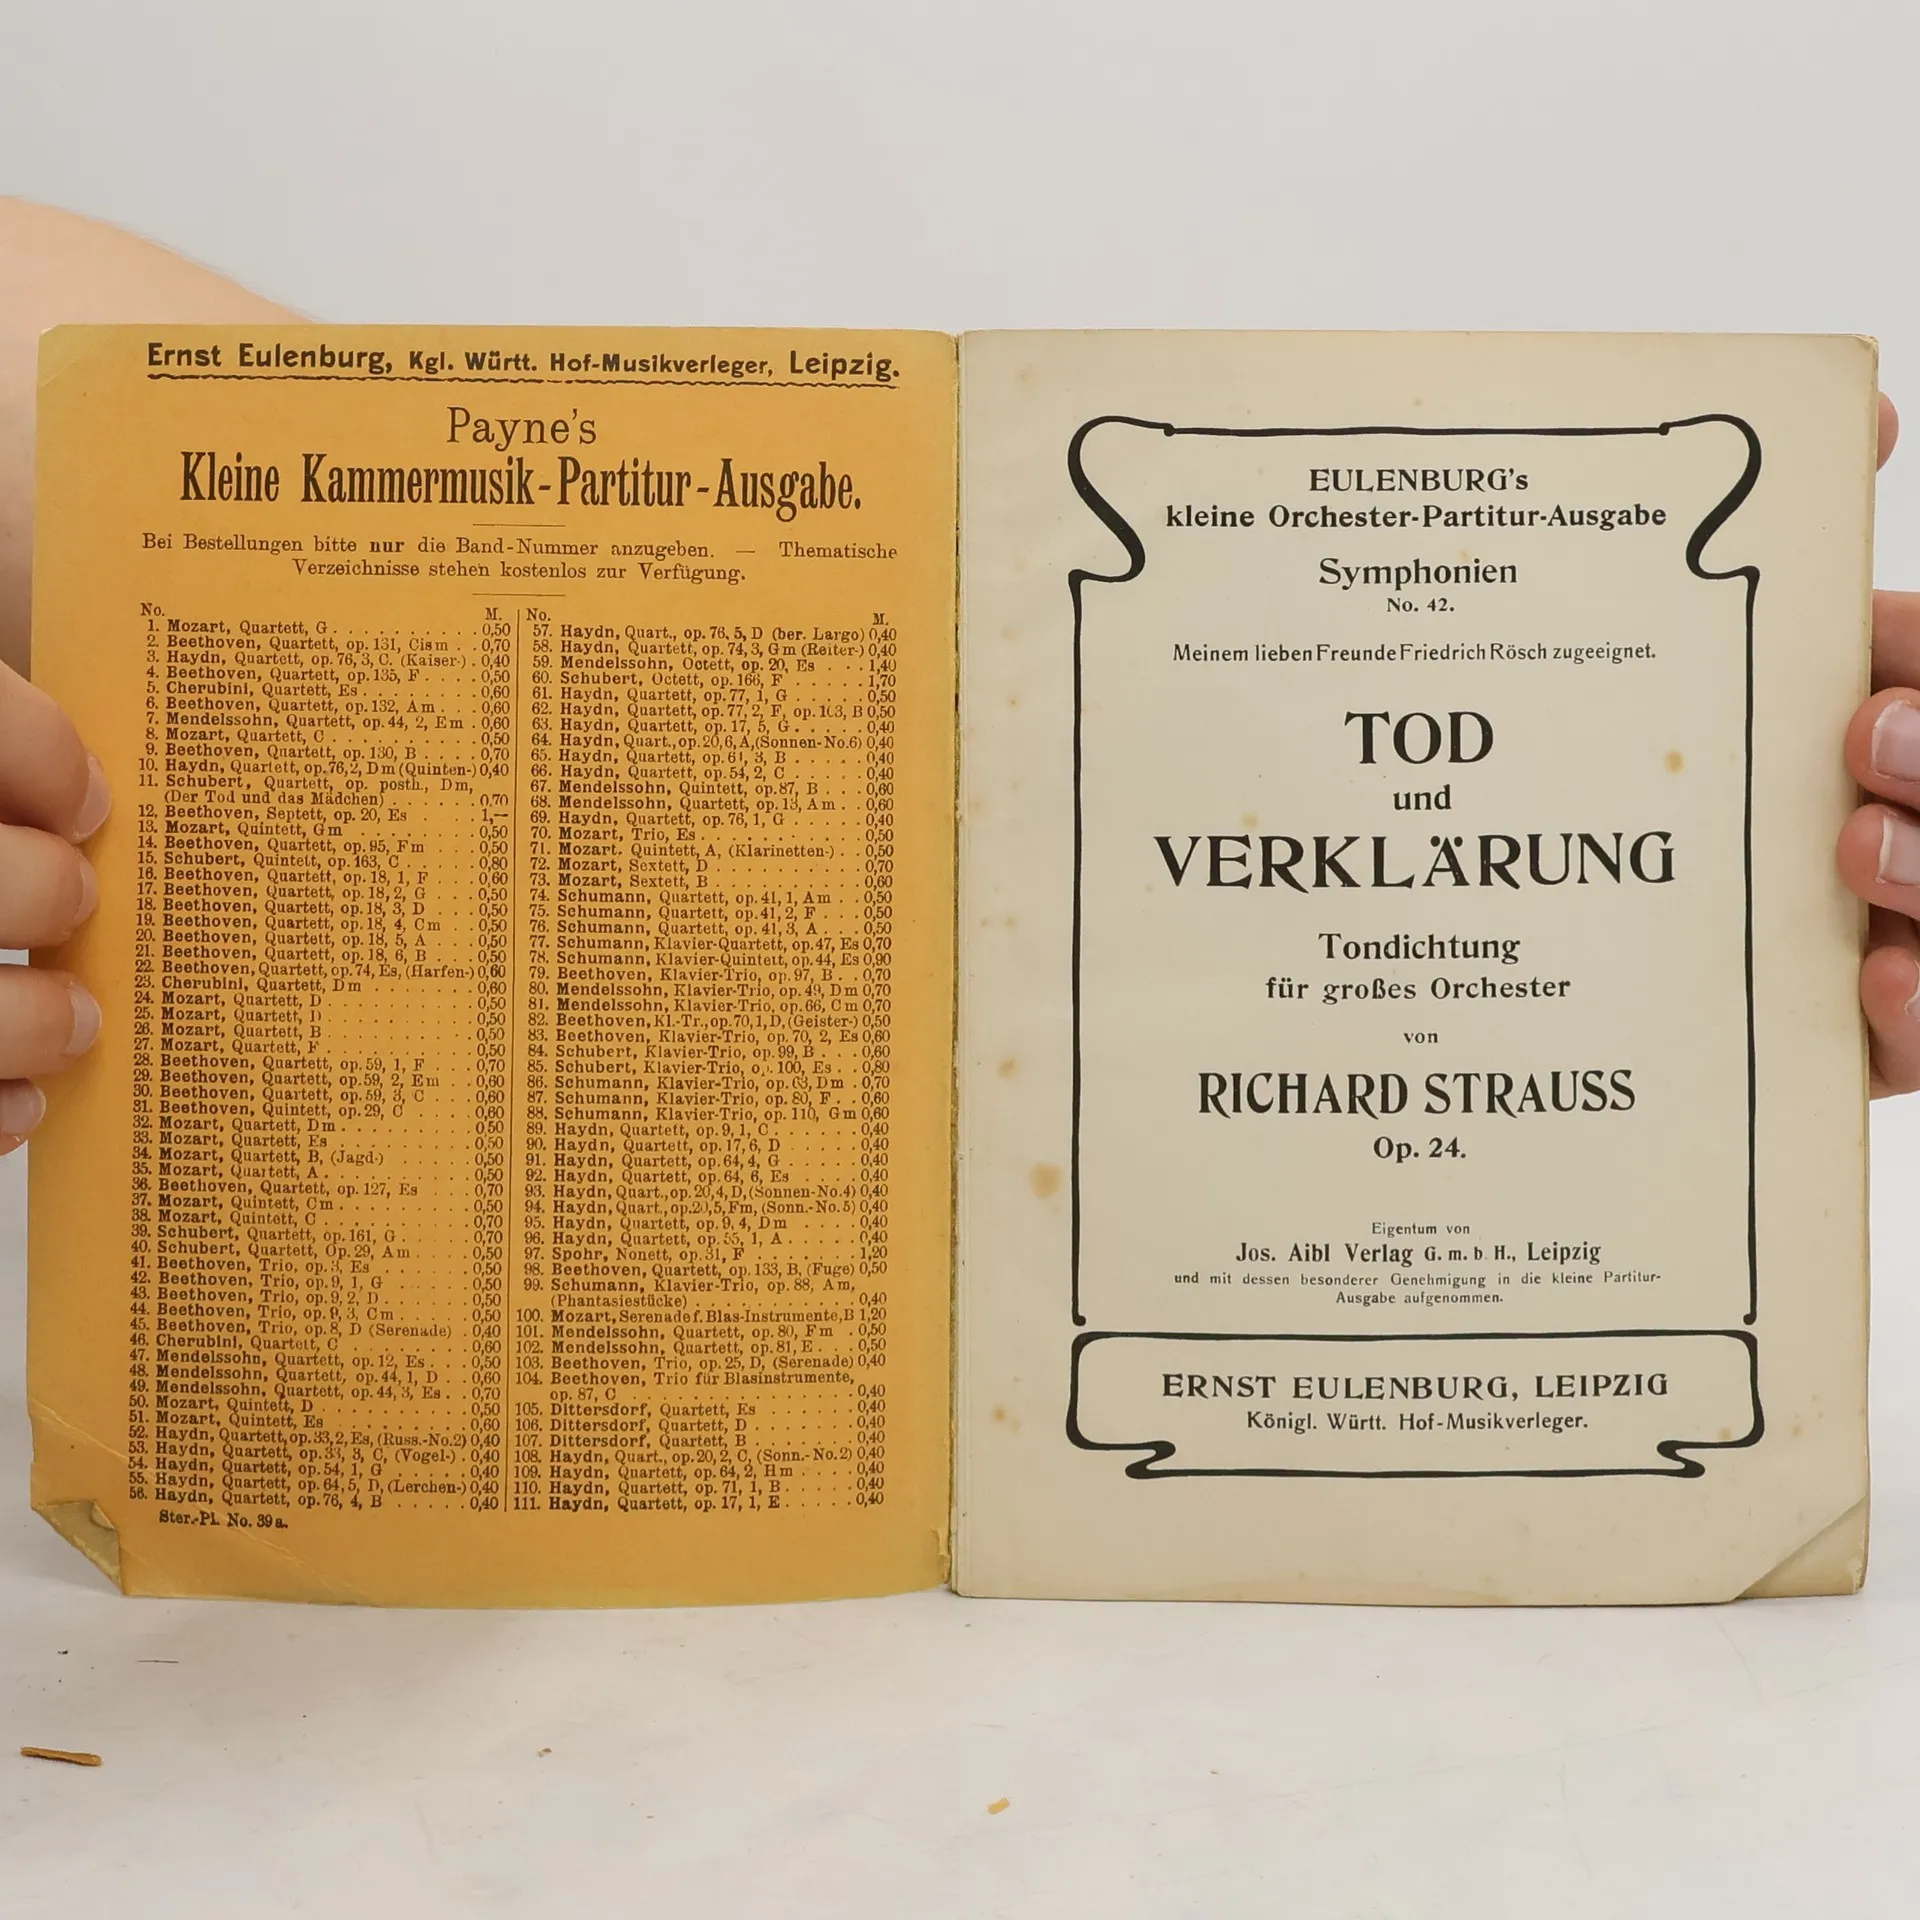 Ernst Eulenburg, Kgl. Württ. Hof-Musikverleger, Leipzig.
Payne's
Kleine Kammermusik-Partitur-Ausgabe.
Bei Bestellungen bitte nur die Band-Nummer anzugeben. — Thematische
Verzeichnisse stehen kostenlos zur Verfügung.
No. M.
1. Mozart, Quartett, G . . . . . . . . . . 0,50
2. Beethoven, Quartett, op. 131, Cism . . 0,70
3. Haydn, Quartett, op. 76, 3, C. (Kaiser-) . 0,40
4. Beethoven, Quartett, op. 135, F . . . . 0,50
5. Cherubini, Quartett, Es . . . . . . . . 0,60
6. Beethoven, Quartett, op. 132, Am . . . 0,60
7. Mendelssohn, Quartett, op. 44, 2, Em . 0,60
8. Mozart, Quartett, C . . . . . . . . . . 0,50
9. Beethoven, Quartett, op. 130, B . . . . 0,70
10. Haydn, Quartett, op. 76, 2, Dm (Quinten-) 0,40
11. Schubert, Quartett, op. posth., Dm,
(Der Tod und das Mädchen) . . . . . . . 0,70
12. Beethoven, Septett, op. 20, Es . . . . 1,—
13. Mozart, Quintett, Gm . . . . . . . . 0,50
14. Beethoven, Quartett, op. 95, Fm . . . 0,50
15. Schubert, Quintett, op. 163, C . . . . . 0,80
16. Beethoven, Quartett, op. 18, 1, F . . . 0,60
17. Beethoven, Quartett, op. 18, 2, G . . . 0,50
18. Beethoven, Quartett, op. 18, 3, D . . . 0,50
19. Beethoven, Quartett, op. 18, 4, Cm . . 0,50
20. Beethoven, Quartett, op. 18, 5, A . . . 0,50
21. Beethoven, Quartett, op. 18, 6, B . . . 0,50
22. Beethoven, Quartett, op. 74, Es, (Harfen-) 0,60
23. Cherubini, Quartett, Dm . . . . . . . 0,60
24. Mozart, Quartett, D . . . . . . . . . . 0,50
25. Mozart, Quartett, D . . . . . . . . . . 0,50
26. Mozart, Quartett, B . . . . . . . . . . 0,50
27. Mozart, Quartett, F . . . . . . . . . . 0,50
28. Beethoven, Quartett, op. 59, 1, F . . . 0,70
29. Beethoven, Quartett, op. 59, 2, Em . . 0,60
30. Beethoven, Quartett, op. 59, 3, C . . . 0,60
31. Beethoven, Quintett, op. 29, C . . . . 0,60
32. Mozart, Quartett, Dm . . . . . . . . . 0,50
33. Mozart, Quartett, Es . . . . . . . . . 0,50
34. Mozart, Quartett, B, (Jagd-) . . . . . 0,50
35. Mozart, Quartett, A . . . . . . . . . . 0,50
36. Beethoven, Quartett, op. 127, Es . . . 0,70
37. Mozart, Quintett, Cm . . . . . . . . . 0,50
38. Mozart, Quintett, C . . . . . . . . . . 0,70
39. Schubert, Quartett, op. 161, G . . . . . 0,70
40. Schubert, Quartett, Op. 29, Am . . . . 0,50
41. Beethoven, Trio, op. 3, Es . . . . . . 0,50
42. Beethoven, Trio, op. 9, 1, G . . . . . 0,50
43. Beethoven, Trio, op. 9, 2, D . . . . . . 0,50
44. Beethoven, Trio, op. 9, 3, Cm . . . . . 0,50
45. Beethoven, Trio, op. 8, D (Serenade) . 0,40
46. Cherubini, Quartett, C . . . . . . . . 0,60
47. Mendelssohn, Quartett, op. 12, Es . . . 0,50
48. Mendelssohn, Quartett, op. 44, 1, D . . 0,60
49. Mendelssohn, Quartett, op. 44, 3, Es . . 0,70
50. Mozart, Quintett, D . . . . . . . . . . 0,50
51. Mozart, Quintett, Es . . . . . . . . . 0,60
52. Haydn, Quartett, op. 33, 2, Es, (Russ.-No. 2) 0,40
53. Haydn, Quartett, op. 33, 3, C, (Vogel-) . 0,40
54. Haydn, Quartett, op. 54, 1, G . . . . . 0,40
55. Haydn, Quartett, op. 64, 5, D, (Lerchen-) 0,40
56. Haydn, Quartett, op. 76, 4, B . . . . . 0,40
Ster.-Pl. No. 39 a.
No. M.
57. Haydn, Quart., op. 76, 5, D (ber. Largo) 0,40
58. Haydn, Quartett, op. 74, 3, Gm (Reiter-) 0,40
59. Mendelssohn, Octett, op. 20, Es . . . 1,40
60. Schubert, Octett, op. 166, F . . . . . 1,70
61. Haydn, Quartett, op. 77, 1, G . . . . . 0,50
62. Haydn, Quartett, op. 77, 2, F, op. 103, B 0,50
63. Haydn, Quartett, op. 17, 5, G . . . . . 0,40
64. Haydn, Quart., op. 20, 6, A, (Sonnen-No. 6) 0,40
65. Haydn, Quartett, op. 64, 3, B . . . . . 0,40
66. Haydn, Quartett, op. 54, 2, C . . . . . 0,40
67. Mendelssohn, Quintett, op. 87, B . . . 0,60
68. Mendelssohn, Quartett, op. 13, Am . . 0,60
69. Haydn, Quartett, op. 76, 1, G . . . . . 0,40
70. Mozart, Trio, Es . . . . . . . . . . . 0,50
71. Mozart, Quintett, A, (Klarinetten-) . . 0,50
72. Mozart, Sextett, D . . . . . . . . . . 0,70
73. Mozart, Sextett, B . . . . . . . . . . 0,60
74. Schumann, Quartett, op. 41, 1, Am . . 0,50
75. Schumann, Quartett, op. 41, 2, F . . . 0,50
76. Schumann, Quartett, op. 41, 3, A . . . 0,50
77. Schumann, Klavier-Quartett, op. 47, Es 0,70
78. Schumann, Klavier-Quintett, op. 44, Es 0,90
79. Beethoven, Klavier-Trio, op. 97, B . . 0,70
80. Mendelssohn, Klavier-Trio, op. 49, Dm 0,70
81. Mendelssohn, Klavier-Trio, op. 66, Cm 0,70
82. Beethoven, Kl.-Tr., op. 70, 1, D, (Geister-) 0,50
83. Beethoven, Klavier-Trio, op. 70, 2, Es 0,60
84. Schubert, Klavier-Trio, op. 99, B . . . 0,60
85. Schubert, Klavier-Trio, op. 100, Es . . 0,80
86. Schumann, Klavier-Trio, op. 63, Dm . 0,70
87. Schumann, Klavier-Trio, op. 80, F . . 0,60
88. Schumann, Klavier-Trio, op. 110, Gm 0,60
89. Haydn, Quartett, op. 9, 1, C . . . . . . 0,40
90. Haydn, Quartett, op. 17, 6, D . . . . . 0,40
91. Haydn, Quartett, op. 64, 4, G . . . . . 0,40
92. Haydn, Quartett, op. 64, 6, Es . . . . 0,40
93. Haydn, Quart., op. 20, 4, D, (Sonnen-No. 4) 0,40
94. Haydn, Quart., op. 20, 5, Fm, (Sonn.-No. 5) 0,40
95. Haydn, Quartett, op. 9, 4, Dm . . . . 0,40
96. Haydn, Quartett, op. 55, 1, A . . . . . 0,40
97. Spohr, Nonett, op. 31, F . . . . . . . 1,20
98. Beethoven, Quartett, op. 133, B, (Fuge) 0,50
99. Schumann, Klavier-Trio, op. 88, Am,
(Phantasiestücke) . . . . . . . . . . . 0,40
100. Mozart, Serenade f. Blas-Instrumente, B 1,20
101. Mendelssohn, Quartett, op. 80, Fm . 0,50
102. Mendelssohn, Quartett, op. 81, E . . . 0,50
103. Beethoven, Trio, op. 25, D, (Serenade) 0,40
104. Beethoven, Trio für Blasinstrumente,
op. 87, C . . . . . . . . . . . . . . . 0,40
105. Dittersdorf, Quartett, Es . . . . . . . 0,40
106. Dittersdorf, Quartett, D . . . . . . . . 0,40
107. Dittersdorf, Quartett, B . . . . . . . . 0,40
108. Haydn, Quart., op. 20, 2, C, (Sonn.-No. 2) 0,40
109. Haydn, Quartett, op. 64, 2, Hm . . . . 0,40
110. Haydn, Quartett, op. 71, 1, B . . . . . 0,40
111. Haydn, Quartett, op. 17, 1, E . . . . . 0,40
EULENBURG's
kleine Orchester-Partitur-Ausgabe
Symphonien
No. 42.
Meinem lieben Freunde Friedrich Rösch zugeeignet.
TOD
und
VERKLÄRUNG
Tondichtung
für großes Orchester
von
RICHARD STRAUSS
Op. 24.
Eigentum von
Jos. Aibl Verlag G. m. b. H., Leipzig
und mit dessen besonderer Genehmigung in die kleine Partitur-
Ausgabe aufgenommen.
ERNST EULENBURG, LEIPZIG
Königl. Württ. Hof-Musikverleger.